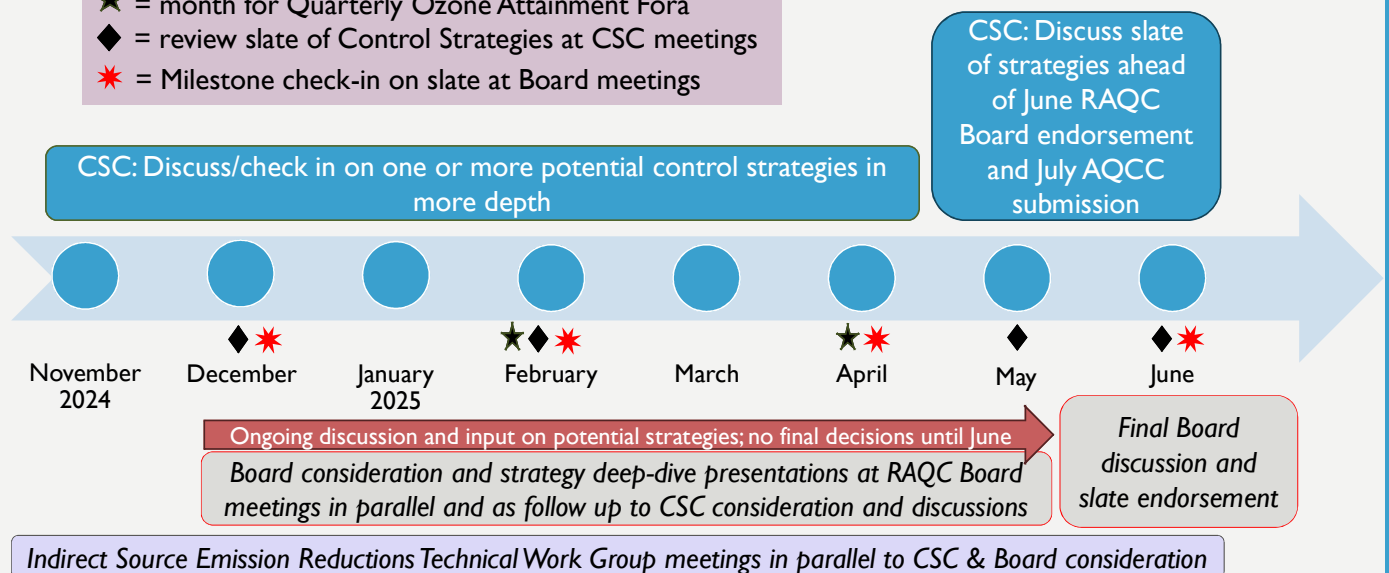 = month for Quarterly Ozone Attainment Fora
= review slate of Control Strategies at CSC meetings
= Milestone check-in on slate at Board meetings
CSC: Discuss slate
of strategies ahead
of June RAQC
Board endorsement
and July AQCC
submission
CSC: Discuss/check in on one or more potential control strategies in
more depth
November
2024
December
January
2025
February
March
April
May
June
Ongoing discussion and input on potential strategies; no final decisions until June
Board consideration and strategy deep-dive presentations at RAQC Board
meetings in parallel and as follow up to CSC consideration and discussions
Final Board
discussion and
slate endorsement
Indirect Source Emission Reductions Technical Work Group meetings in parallel to CSC & Board consideration